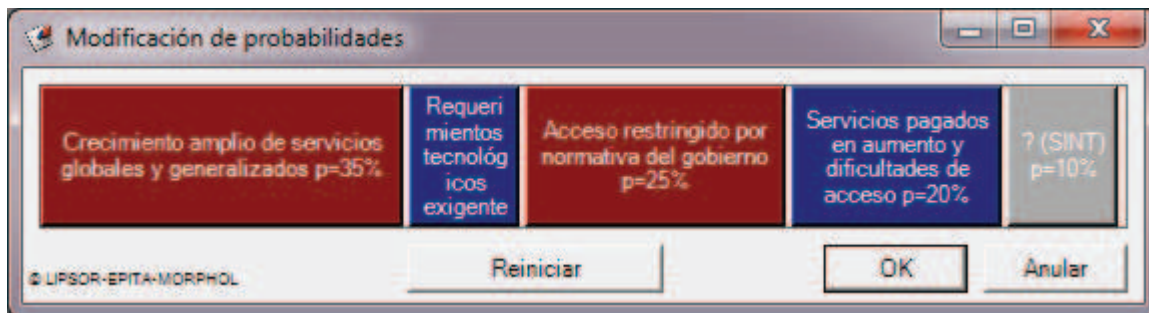 Modificación de probabilidades
Crecimiento amplio de servicios
globales y generalizados p=35%
Requeri
mientos
tecnológ
icos
exigente
Acceso restringido por
normativa del gobierno
p=25%
Servicios pagados
en aumento y
dificultades de
acceso p=20%
? (SINT)
p=10%
© LIPSOR-EPITA-MORPHOL
Reiniciar
OK
Anular